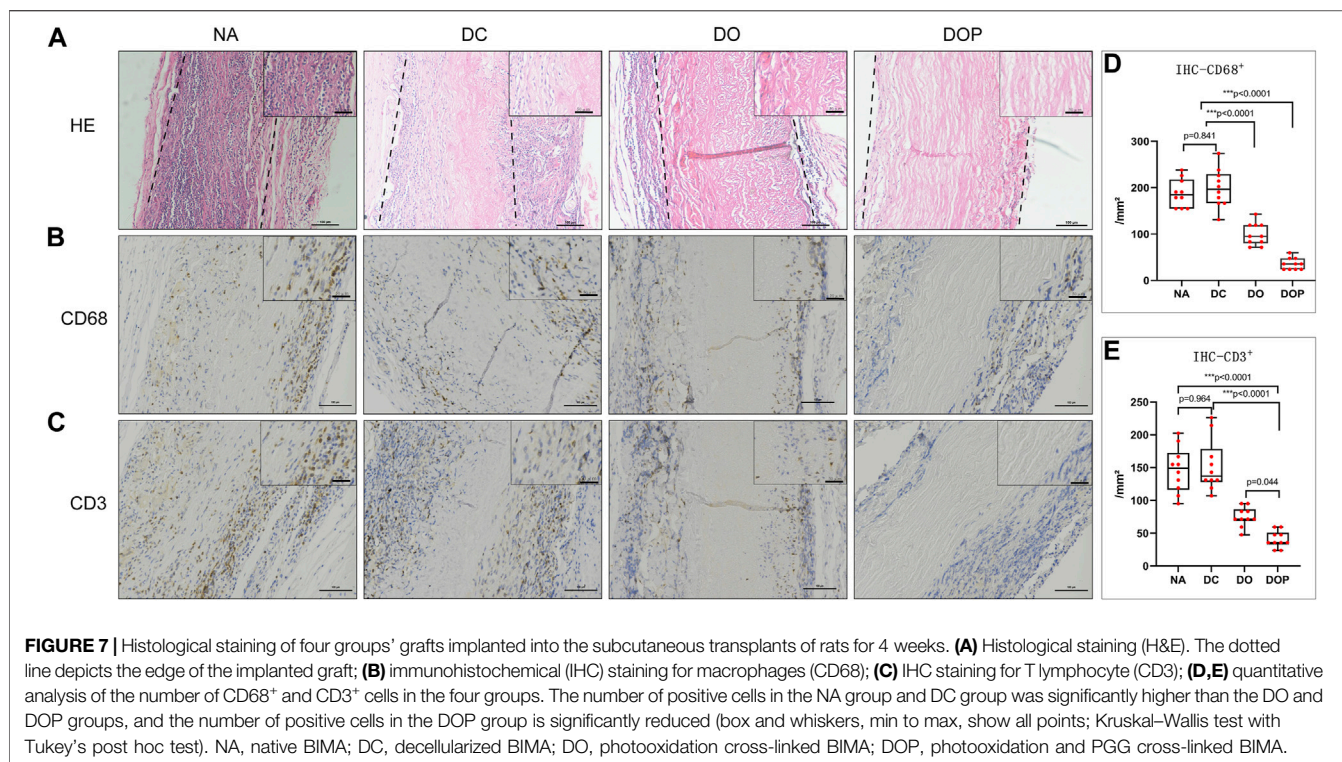 A
NA
DC
DO
DOP
HE
B
CD68
C
CD3
D
IHC-CD68⁺
***p<0.0001
***p<0.0001
p=0.841
300
200
100
0
/mm²
NA DC DO DOP
E
IHC-CD3⁺
***p<0.0001
p=0.964
***p<0.0001
p=0.044
250
200
150
100
50
0
/mm²
NA DC DO DOP
FIGURE 7 | Histological staining of four groups' grafts implanted into the subcutaneous transplants of rats for 4 weeks. (A) Histological staining (H&E). The dotted
line depicts the edge of the implanted graft; (B) immunohistochemical (IHC) staining for macrophages (CD68); (C) IHC staining for T lymphocyte (CD3); (D,E) quantitative
analysis of the number of CD68⁺ and CD3⁺ cells in the four groups. The number of positive cells in the NA group and DC group was significantly higher than the DO and
DOP groups, and the number of positive cells in the DOP group is significantly reduced (box and whiskers, min to max, show all points; Kruskal–Wallis test with
Tukey's post hoc test). NA, native BIMA; DC, decellularized BIMA; DO, photooxidation cross-linked BIMA; DOP, photooxidation and PGG cross-linked BIMA.